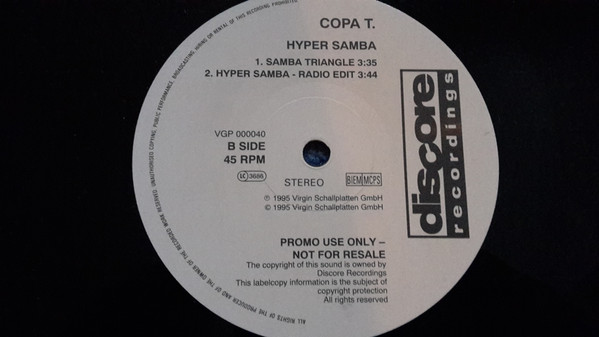 COPA T.
HYPER SAMBA
1. SAMBA TRIANGLE 3:35
2. HYPER SAMBA - RADIO EDIT 3:44
VGP 000040
B SIDE
45 RPM
LC 3666
STEREO
BIEM MCPS
℗ 1995 Virgin Schallplatten GmbH
© 1995 Virgin Schallplatten GmbH
discore
recordings
PROMO USE ONLY –
NOT FOR RESALE
The copyright of this sound is owned by
Discore Recordings
This labelcopy information is the subject of
copyright protection
All rights reserved
ALL RIGHTS OF THE PRODUCER AND OF THE OWNER OF THE RECORDED WORK RESERVED. UNAUTHORISED COPYING, PUBLIC PERFORMANCE, BROADCASTING, HIRING OR RENTAL OF THIS RECORDING PROHIBITED